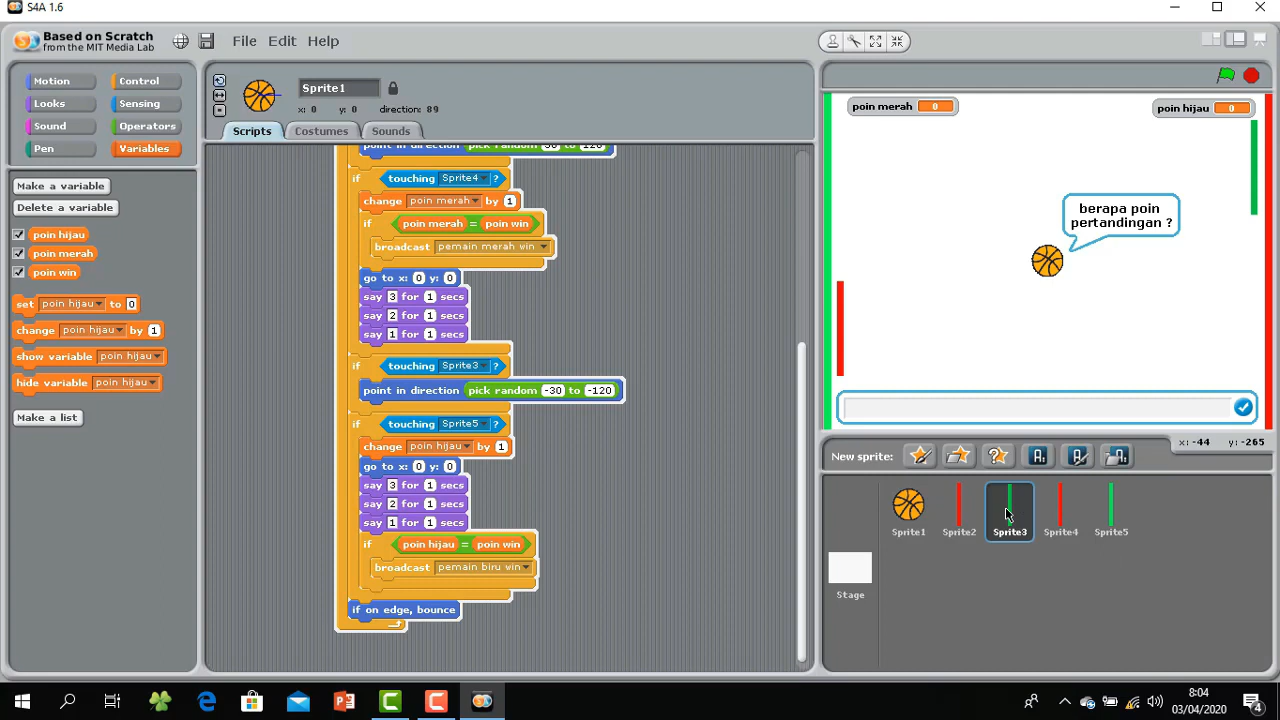 S4A 1.6
Based on Scratch
from the MIT Media Lab
File Edit Help
Motion Control
Looks Sensing
Sound Operators
Pen Variables
Make a variable
Delete a variable
poin hijau
poin merah
poin win
set poin hijau to 0
change poin hijau by 1
show variable poin hijau
hide variable poin hijau
Make a list
Sprite1
x: 0 y: 0 direction: 89
Scripts Costumes Sounds
point in direction pick random 30 to 120
if touching Sprite4 ?
change poin merah by 1
if poin merah = poin win
broadcast pemain merah win
go to x: 0 y: 0
say 3 for 1 secs
say 2 for 1 secs
say 1 for 1 secs
if touching Sprite3 ?
point in direction pick random -30 to -120
if touching Sprite5 ?
change poin hijau by 1
go to x: 0 y: 0
say 3 for 1 secs
say 2 for 1 secs
say 1 for 1 secs
if poin hijau = poin win
broadcast pemain biru win
if on edge, bounce
poin merah 0
poin hijau 0
berapa poin
pertandingan ?
x: -44 y: -265
New sprite:
Sprite1 Sprite2 Sprite3 Sprite4 Sprite5
Stage
8:04
03/04/2020
4